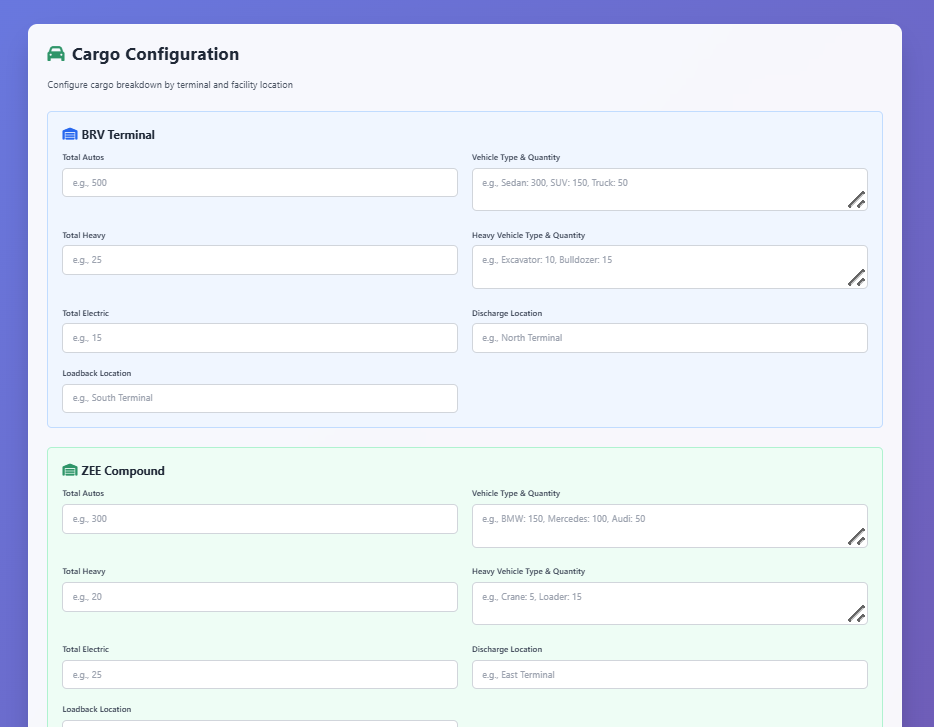 Cargo Configuration
Configure cargo breakdown by terminal and facility location
BRV Terminal
Total Autos
e.g., 500
Vehicle Type & Quantity
e.g., Sedan: 300, SUV: 150, Truck: 50
Total Heavy
e.g., 25
Heavy Vehicle Type & Quantity
e.g., Excavator: 10, Bulldozer: 15
Total Electric
e.g., 15
Discharge Location
e.g., North Terminal
Loadback Location
e.g., South Terminal
ZEE Compound
Total Autos
e.g., 300
Vehicle Type & Quantity
e.g., BMW: 150, Mercedes: 100, Audi: 50
Total Heavy
e.g., 20
Heavy Vehicle Type & Quantity
e.g., Crane: 5, Loader: 15
Total Electric
e.g., 25
Discharge Location
e.g., East Terminal
Loadback Location